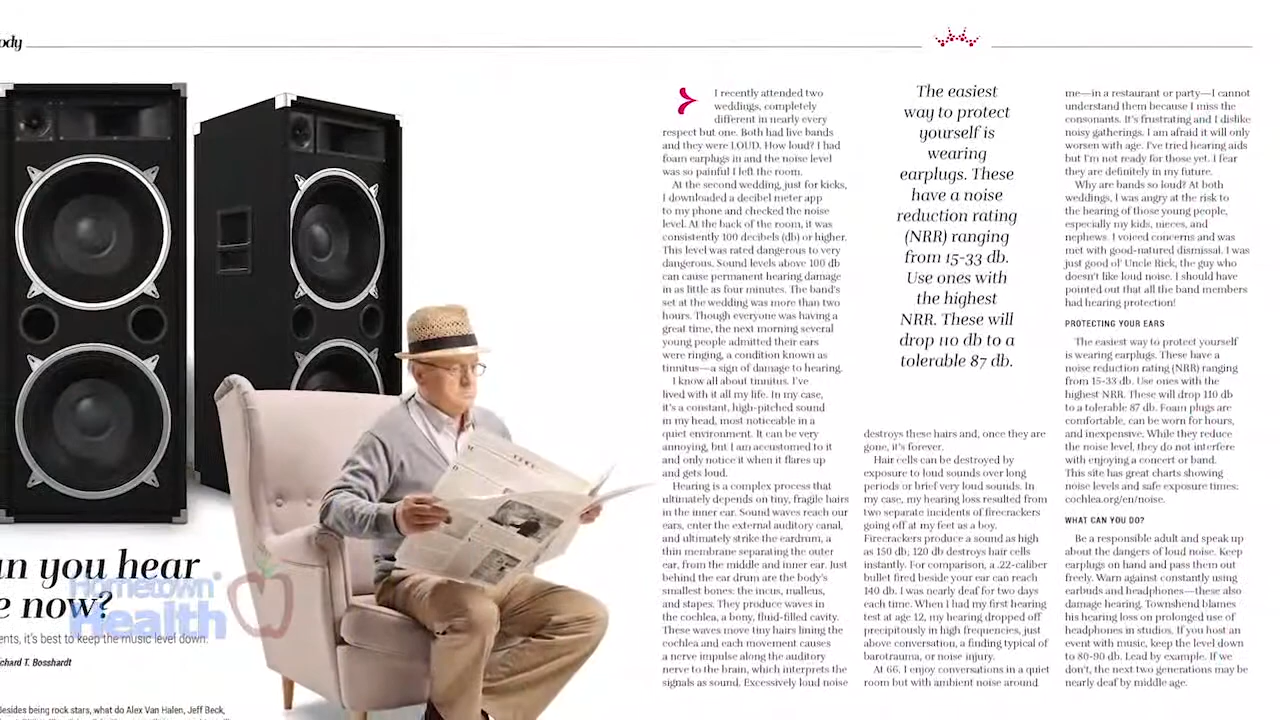 ody
an you hear
e now?
ents, it's best to keep the music level down.
chard T. Bosshardt
Besides being rock stars, what do Alex Van Halen, Jeff Beck,
Hometown
Health
I recently attended two
weddings, completely
different in nearly every
respect but one. Both had live bands
and they were LOUD. How loud? I had
foam earplugs in and the noise level
was so painful I left the room.
At the second wedding, just for kicks,
I downloaded a decibel meter app
to my phone and checked the noise
level. At the back of the room, it was
consistently 100 decibels (db) or higher.
This level was rated dangerous to very
dangerous. Sound levels above 100 db
can cause permanent hearing damage
in as little as four minutes. The band's
set at the wedding was more than two
hours. Though everyone was having a
great time, the next morning several
young people admitted their ears
were ringing, a condition known as
tinnitus—a sign of damage to hearing.
I know all about tinnitus. I've
lived with it all my life. In my case,
it's a constant, high-pitched sound
in my head, most noticeable in a
quiet environment. It can be very
annoying, but I am accustomed to it
and only notice it when it flares up
and gets loud.
Hearing is a complex process that
ultimately depends on tiny, fragile hairs
in the inner ear. Sound waves reach our
ears, enter the external auditory canal,
and ultimately strike the eardrum, a
thin membrane separating the outer
ear, from the middle and inner ear. Just
behind the ear drum are the body's
smallest bones: the incus, malleus,
and stapes. They produce waves in
the cochlea, a bony, fluid-filled cavity.
These waves move tiny hairs lining the
cochlea and each movement causes
a nerve impulse along the auditory
nerve to the brain, which interprets the
signals as sound. Excessively loud noise
The easiest
way to protect
yourself is
wearing
earplugs. These
have a noise
reduction rating
(NRR) ranging
from 15-33 db.
Use ones with
the highest
NRR. These will
drop 110 db to a
tolerable 87 db.
destroys these hairs and, once they are
gone, it's forever.
Hair cells can be destroyed by
exposure to loud sounds over long
periods or brief very loud sounds. In
my case, my hearing loss resulted from
two separate incidents of firecrackers
going off at my feet as a boy.
Firecrackers produce a sound as high
as 150 db; 120 db destroys hair cells
instantly. For comparison, a .22-caliber
bullet fired beside your ear can reach
140 db. I was nearly deaf for two days
each time. When I had my first hearing
test at age 12, my hearing dropped off
precipitously in high frequencies, just
above conversation, a finding typical of
barotrauma, or noise injury.
At 66, I enjoy conversations in a quiet
room but with ambient noise around
me—in a restaurant or party—I cannot
understand them because I miss the
consonants. It's frustrating and I dislike
noisy gatherings. I am afraid it will only
worsen with age. I've tried hearing aids
but I'm not ready for those yet. I fear
they are definitely in my future.
Why are bands so loud? At both
weddings, I was angry at the risk to
the hearing of those young people,
especially my kids, nieces, and
nephews. I voiced concerns and was
met with good-natured dismissal. I was
just good ol' Uncle Rick, the guy who
doesn't like loud noise. I should have
pointed out that all the band members
had hearing protection!
PROTECTING YOUR EARS
The easiest way to protect yourself
is wearing earplugs. These have a
noise reduction rating (NRR) ranging
from 15-33 db. Use ones with the
highest NRR. These will drop 110 db
to a tolerable 87 db. Foam plugs are
comfortable, can be worn for hours,
and inexpensive. While they reduce
the noise level, they do not interfere
with enjoying a concert or band.
This site has great charts showing
noise levels and safe exposure times:
cochlea.org/en/noise.
WHAT CAN YOU DO?
Be a responsible adult and speak up
about the dangers of loud noise. Keep
earplugs on hand and pass them out
freely. Warn against constantly using
earbuds and headphones—these also
damage hearing. Townshend blames
his hearing loss on prolonged use of
headphones in studios. If you host an
event with music, keep the level down
to 80-90 db. Lead by example. If we
don't, the next two generations may be
nearly deaf by middle age.